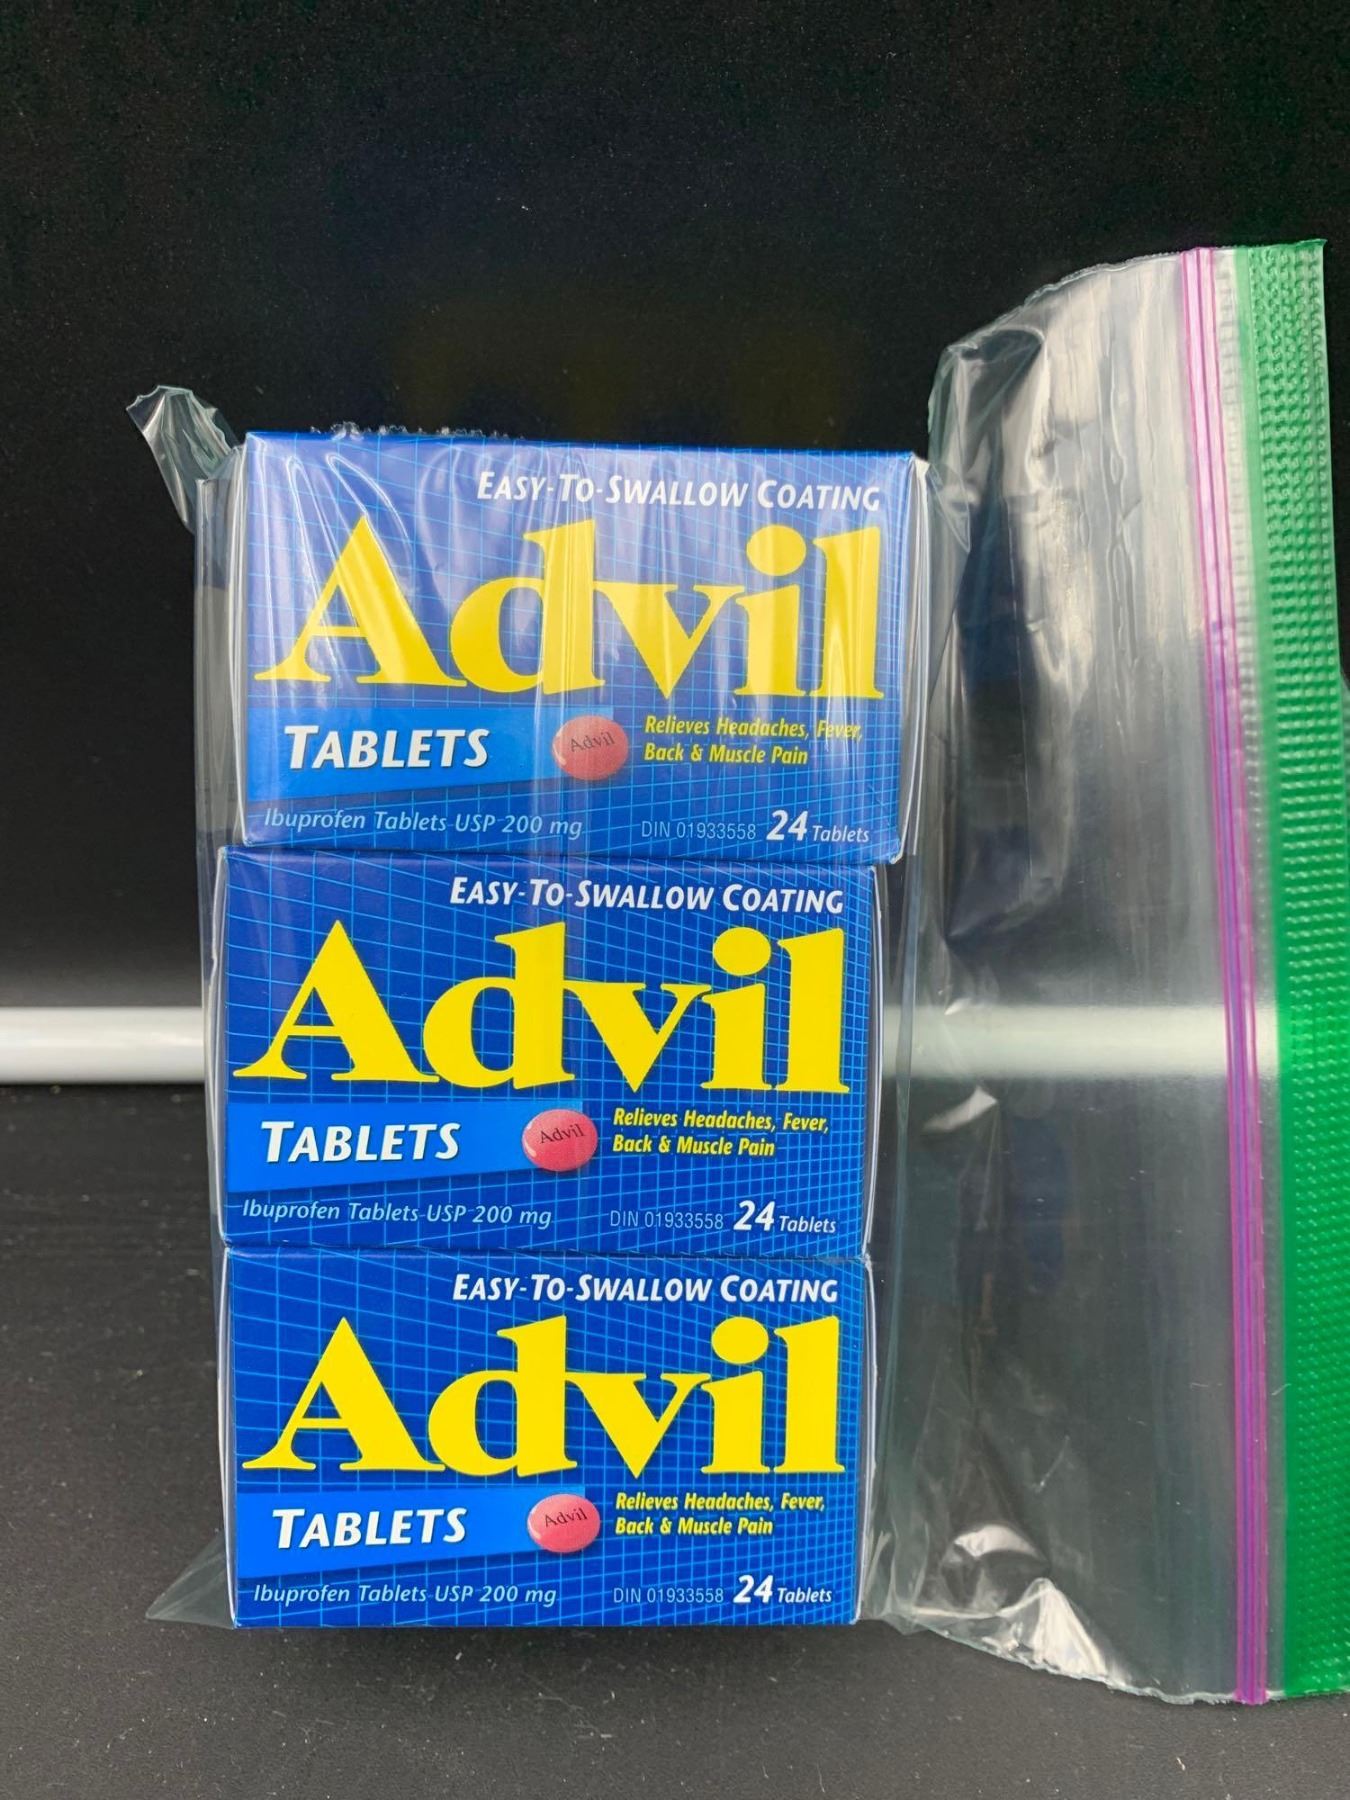 EASY-TO-SWALLOW COATING
Advil
TABLETS
Advil
Relieves Headaches, Fever,
Back & Muscle Pain
Ibuprofen Tablets USP 200 mg
DIN 01933558 24 Tablets
EASY-TO-SWALLOW COATING
Advil
TABLETS
Advil
Relieves Headaches, Fever,
Back & Muscle Pain
Ibuprofen Tablets USP 200 mg
DIN 01933558 24 Tablets
EASY-TO-SWALLOW COATING
Advil
TABLETS
Advil
Relieves Headaches, Fever,
Back & Muscle Pain
Ibuprofen Tablets USP 200 mg
DIN 01933558 24 Tablets